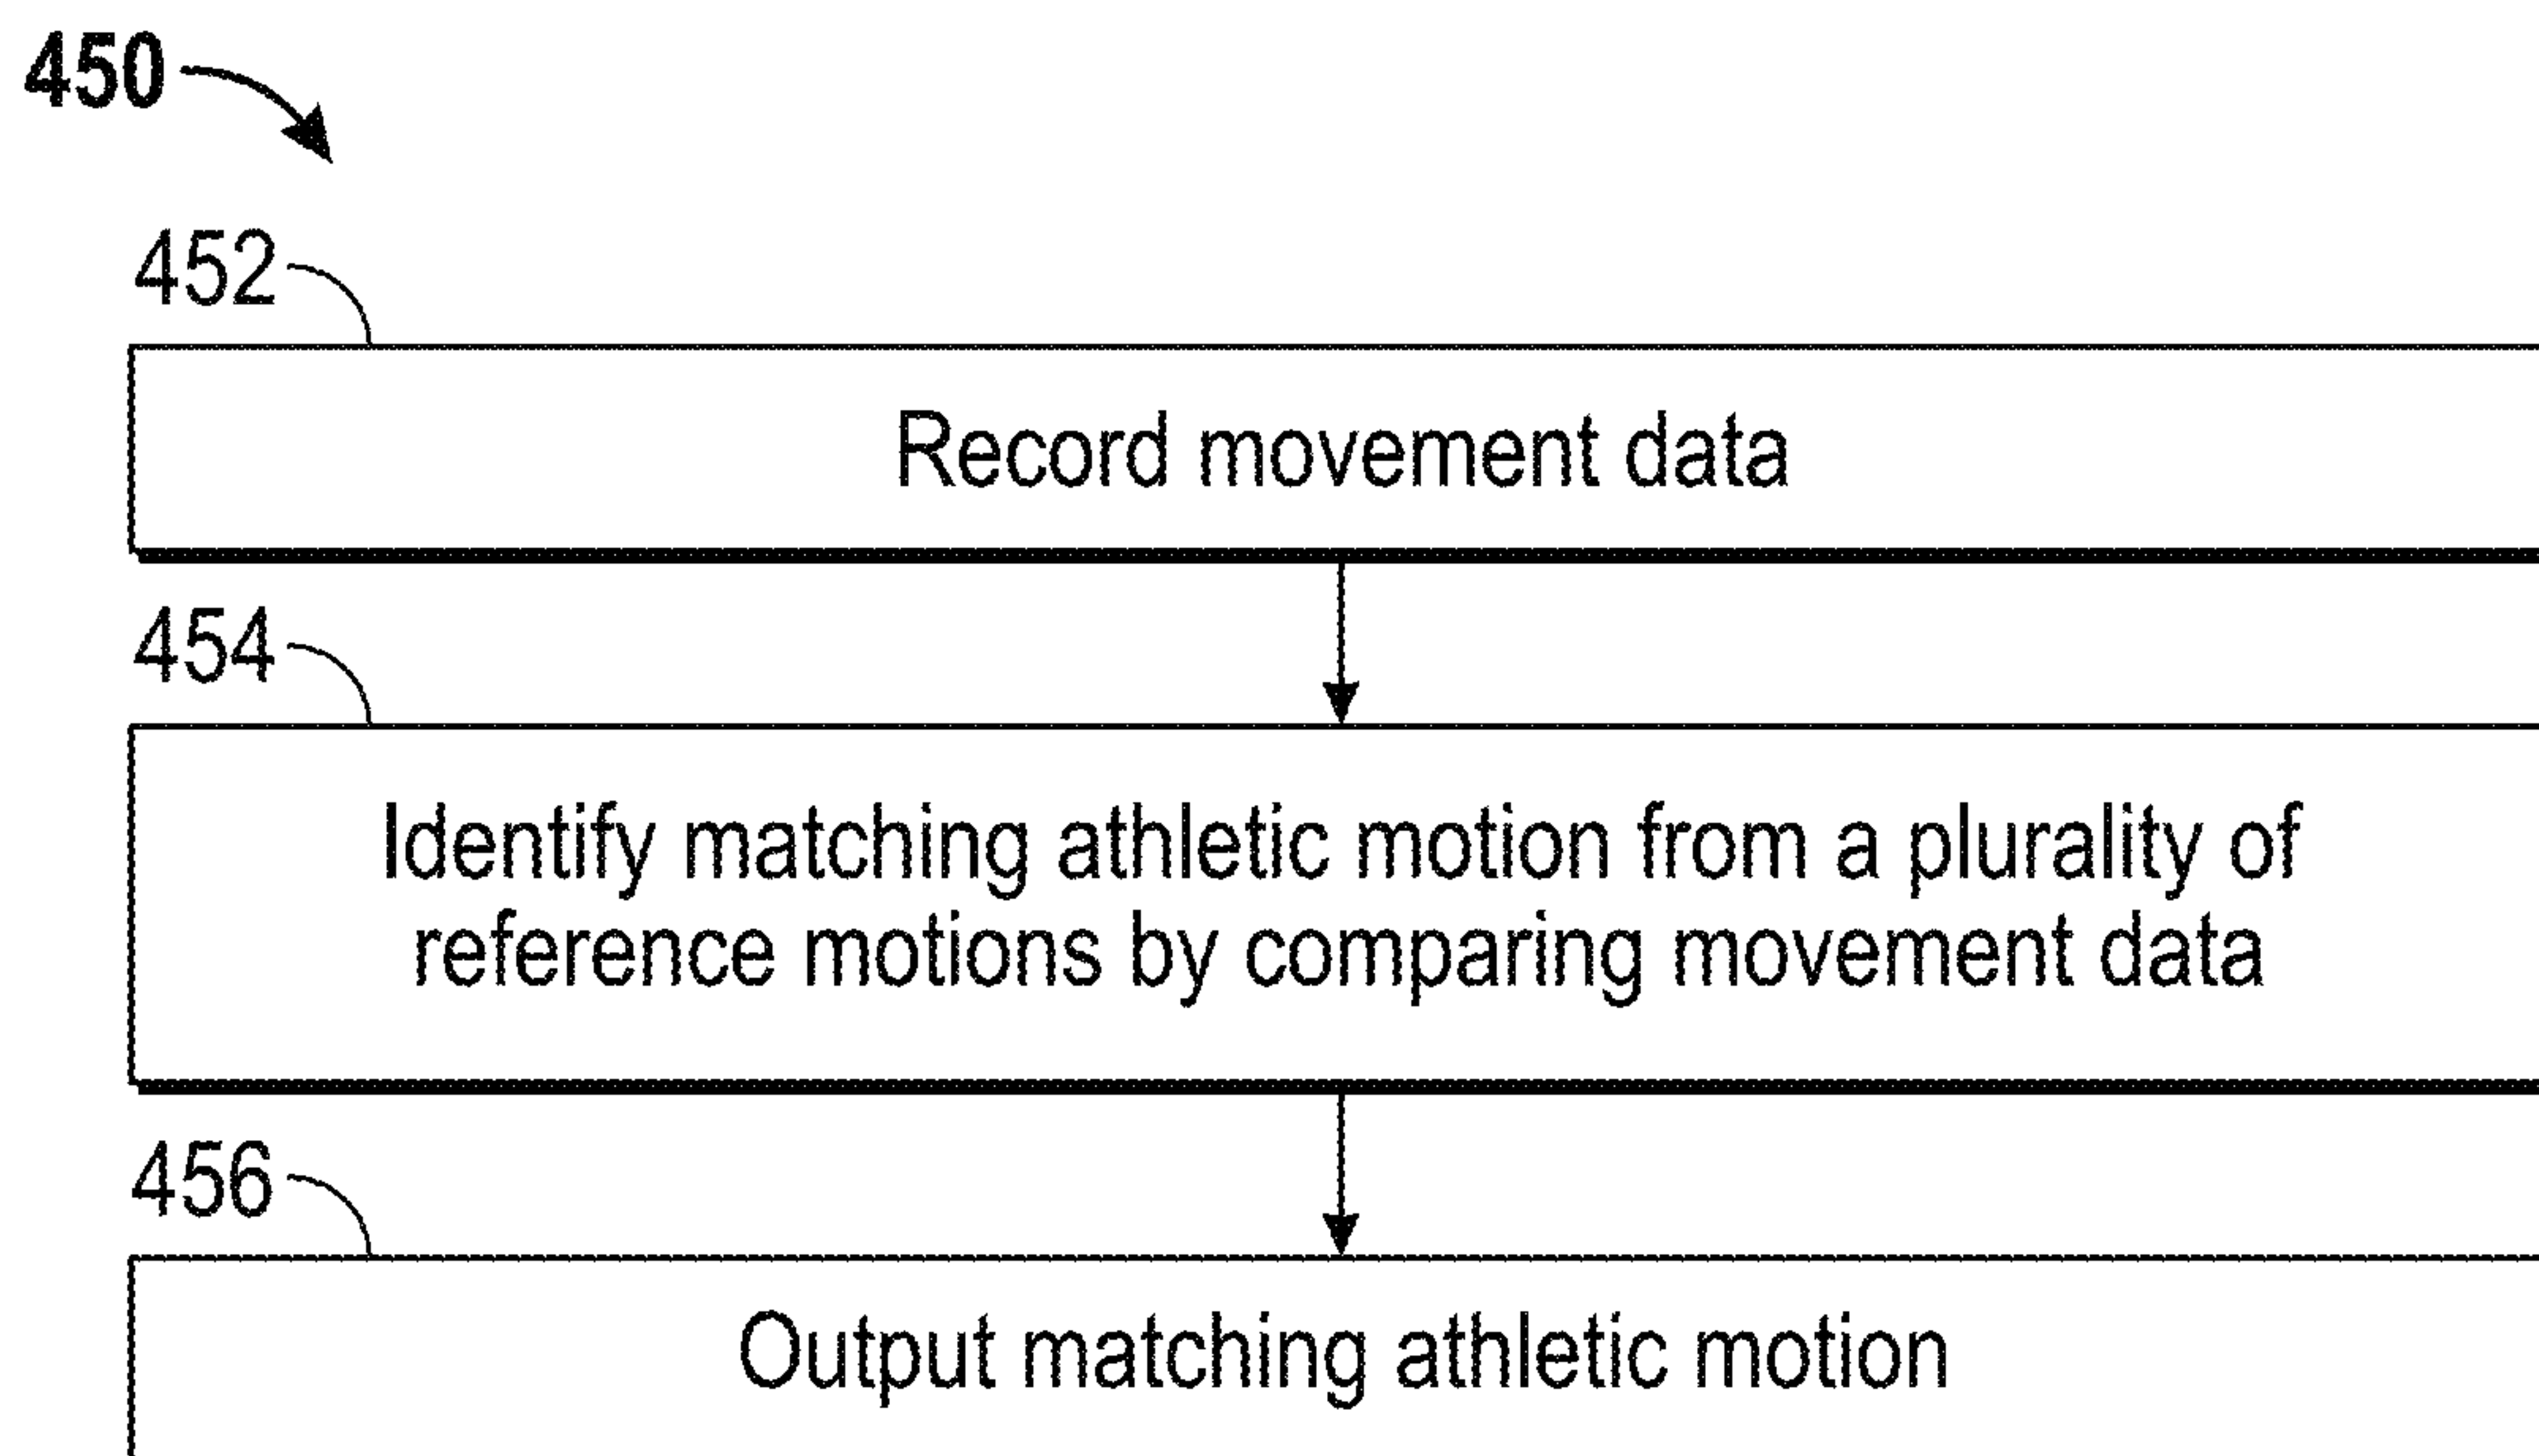 450
452
Record movement data
454
Identify matching athletic motion from a plurality of
reference motions by comparing movement data
456
Output matching athletic motion